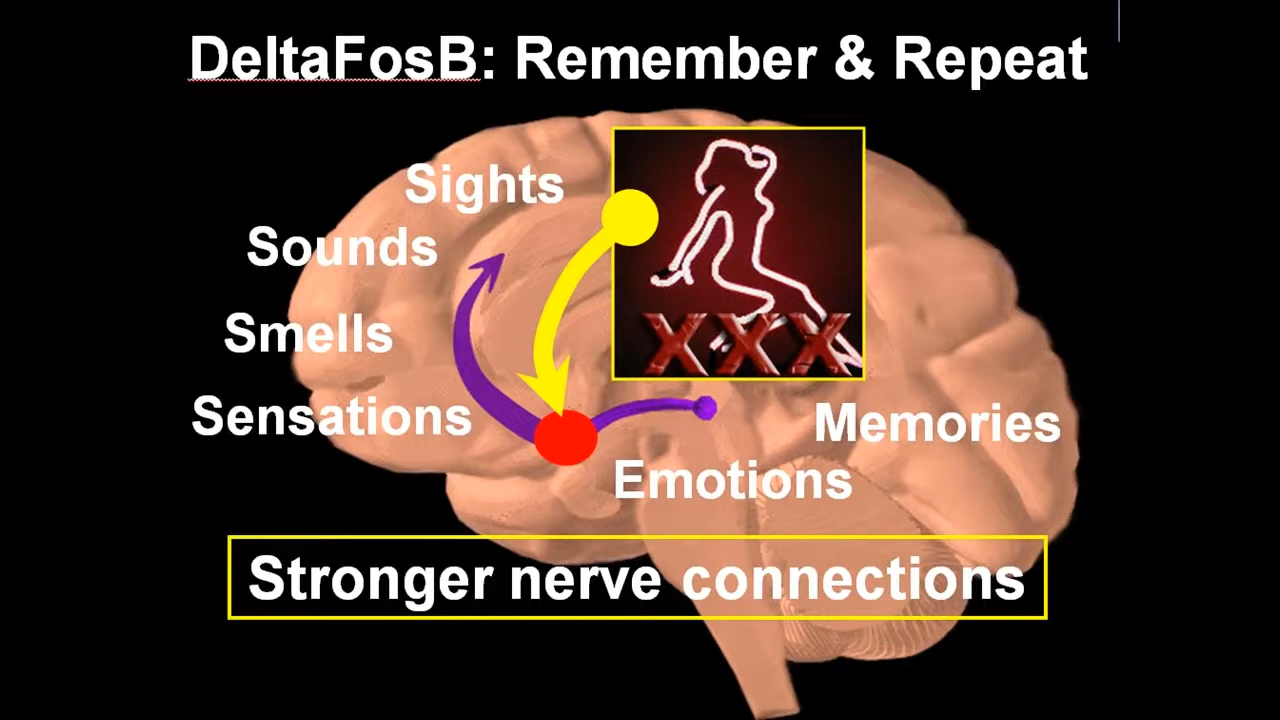 DeltaFosB: Remember & Repeat
Sights
Sounds
Smells
Sensations
XXX
Memories
Emotions
Stronger nerve connections